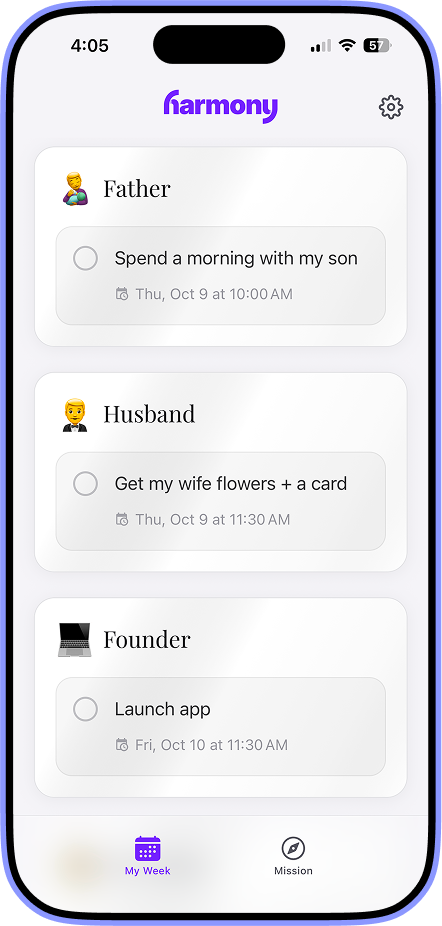 4:05
57
harmony
Father
Spend a morning with my son
Thu, Oct 9 at 10:00 AM
Husband
Get my wife flowers + a card
Thu, Oct 9 at 11:30 AM
Founder
Launch app
Fri, Oct 10 at 11:30 AM
My Week
Mission